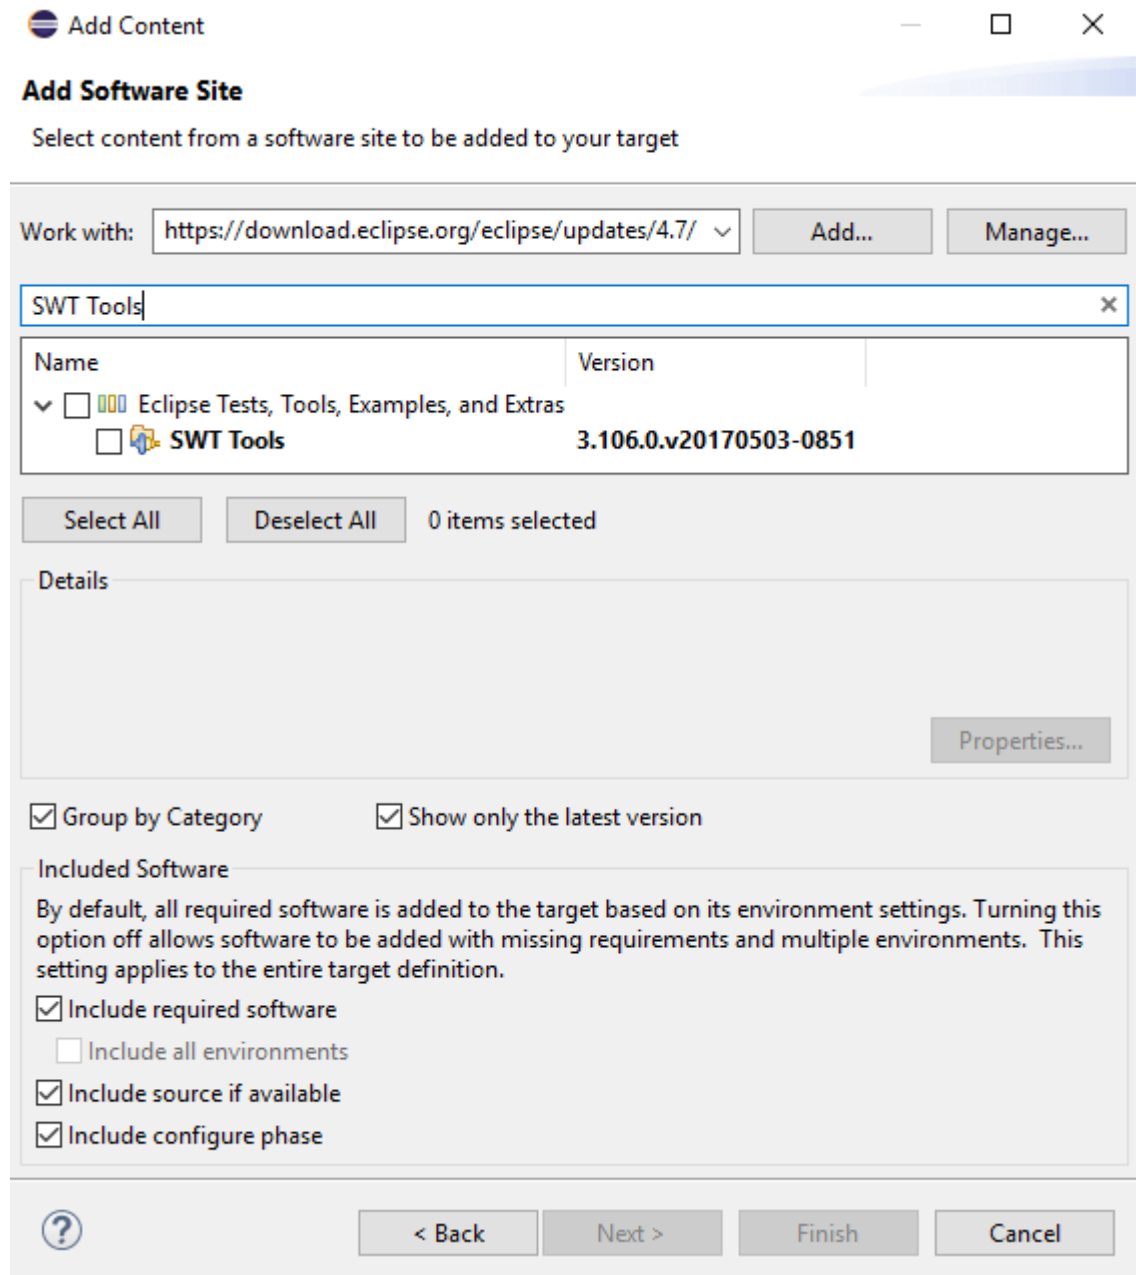 Add Content
Add Software Site
Select content from a software site to be added to your target
Work with: https://download.eclipse.org/eclipse/updates/4.7/ Add... Manage...
SWT Tools
Name Version
Eclipse Tests, Tools, Examples, and Extras
SWT Tools 3.106.0.v20170503-0851
Select All Deselect All 0 items selected
Details
Properties...
Group by Category Show only the latest version
Included Software
By default, all required software is added to the target based on its environment settings. Turning this
option off allows software to be added with missing requirements and multiple environments. This
setting applies to the entire target definition.
Include required software
Include all environments
Include source if available
Include configure phase
? < Back Next > Finish Cancel